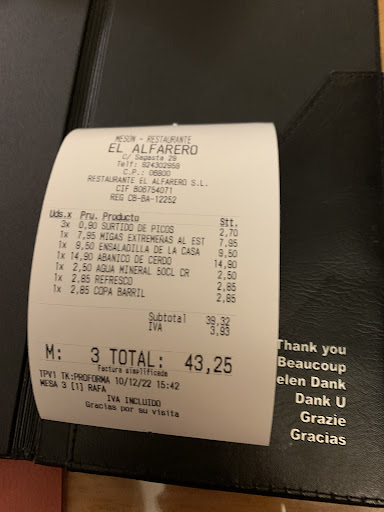 MESON - RESTAURANTE
EL ALFARERO
C/ Sagasta 29
Telf: 924302959
C.P.: 06800
RESTAURANTE EL ALFARERO S.L.
CIF B06754071
REG CB-BA-12252
Uds.x Pru. Producto Stt.
3x 0,90 SURTIDO DE PICOS 2,70
1x 7,95 MIGAS EXTREMEÑAS AL EST 7,95
1x 9,50 ENSALADILLA DE LA CASA 9,50
1x 14,90 ABANICO DE CERDO 14,90
1x 2,50 AGUA MINERAL 50CL CR 2,50
1x 2,85 REFRESCO 2,85
1x 2,85 COPA BARRIL 2,85
Subtotal 39,32
IVA 3,93
M: 3 TOTAL: 43,25
Factura simplificada
TPV1 TK:PROFORMA 10/12/22 15:42
MESA 3 [1] RAFA
IVA INCLUIDO
Gracias por su visita
Thank you
Beaucoup
elen Dank
Dank U
Grazie
Gracias